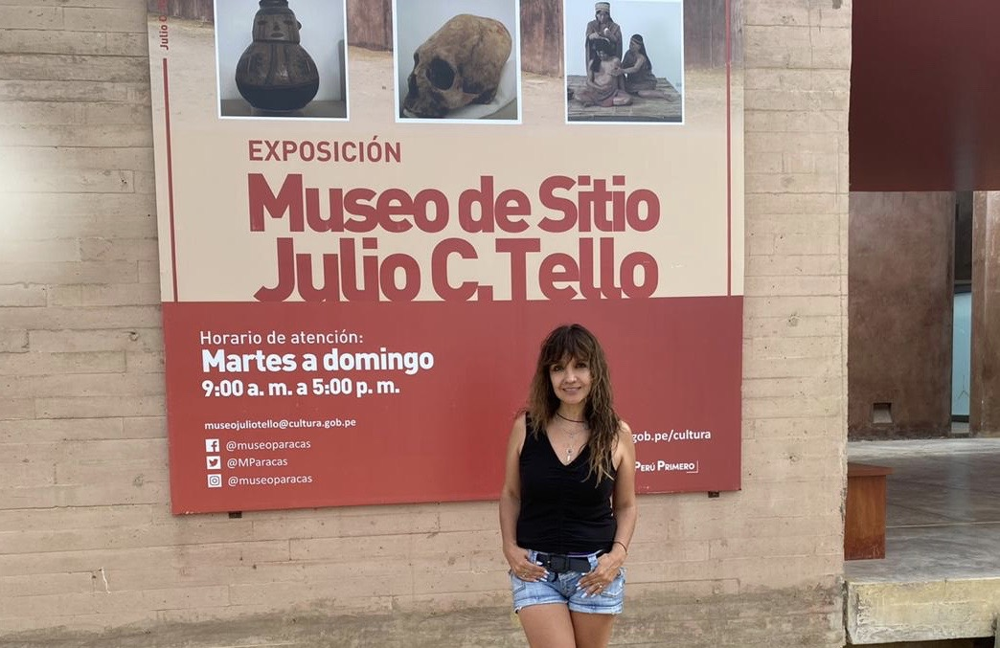 Julio C.
EXPOSICIÓN
Museo de Sitio
Julio C. Tello
Horario de atención:
Martes a domingo
9:00 a. m. a 5:00 p. m.
museojuliotello@cultura.gob.pe
@museoparacas
@MParacas
@museoparacas
gob.pe/cultura
PERÚ PRIMERO